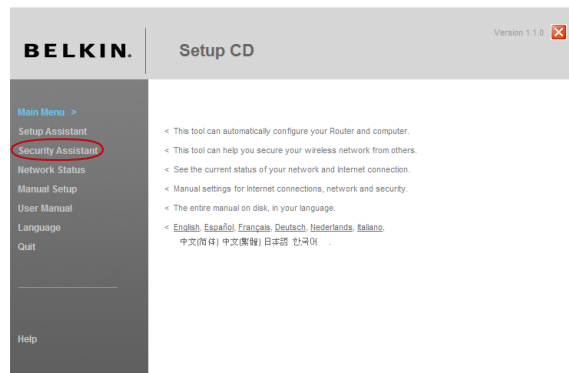 Version 1.1.0
BELKIN.
Setup CD
Main Menu >
Setup Assistant
< This tool can automatically configure your Router and computer.
Security Assistant
< This tool can help you secure your wireless network from others.
Network Status
< See the current status of your network and Internet connection.
Manual Setup
< Manual settings for Internet connections, network and security.
User Manual
< The entire manual on disk, in your language.
Language
< English, Español, Français, Deutsch, Nederlands, Italiano,
中文(简体) 中文(繁體) 日本語 한국어 .
Quit
Help